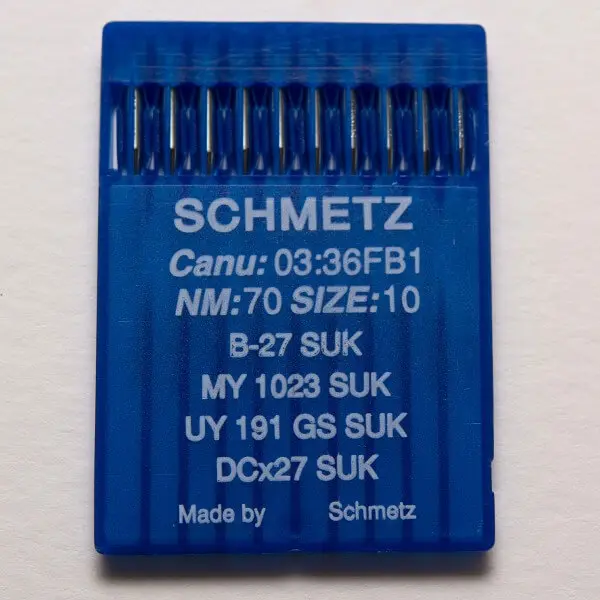 SCHMETZ
Canu: 03:36FB1
NM:70 SIZE:10
B-27 SUK
MY 1023 SUK
UY 191 GS SUK
DCx27 SUK
Made by Schmetz